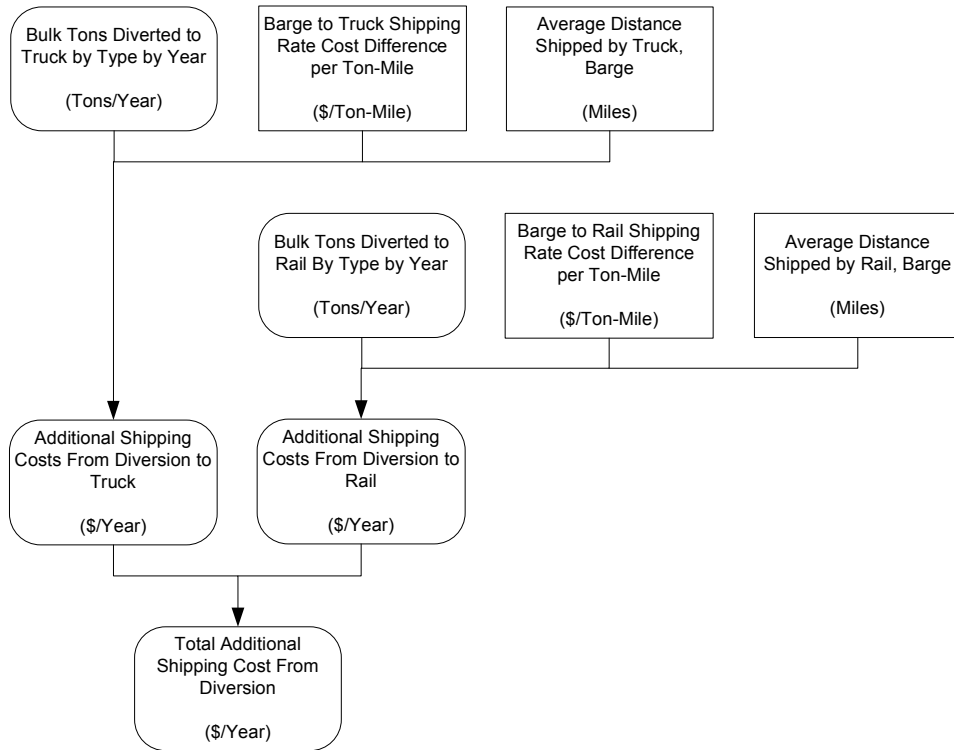 Bulk Tons Diverted to
Truck by Type by Year
(Tons/Year)
Barge to Truck Shipping
Rate Cost Difference
per Ton-Mile
($/Ton-Mile)
Average Distance
Shipped by Truck,
Barge
(Miles)
Bulk Tons Diverted to
Rail By Type by Year
(Tons/Year)
Barge to Rail Shipping
Rate Cost Difference
per Ton-Mile
($/Ton-Mile)
Average Distance
Shipped by Rail, Barge
(Miles)
Additional Shipping
Costs From Diversion to
Truck
($/Year)
Additional Shipping
Costs From Diversion to
Rail
($/Year)
Total Additional
Shipping Cost From
Diversion
($/Year)